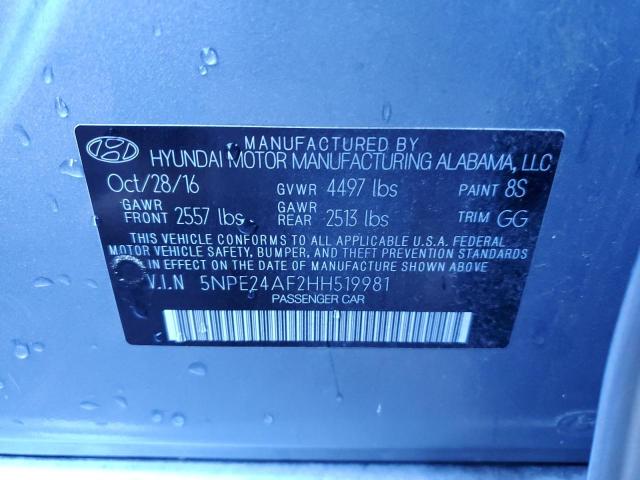 MANUFACTURED BY
HYUNDAI MOTOR MANUFACTURING ALABAMA, LLC
Oct/28/16 GVWR 4497 lbs PAINT 8S
GAWR FRONT 2557 lbs GAWR REAR 2513 lbs TRIM GG
THIS VEHICLE CONFORMS TO ALL APPLICABLE U.S.A. FEDERAL
MOTOR VEHICLE SAFETY, BUMPER, AND THEFT PREVENTION STANDARDS
IN EFFECT ON THE DATE OF MANUFACTURE SHOWN ABOVE.
V.I.N 5NPE24AF2HH519981
PASSENGER CAR